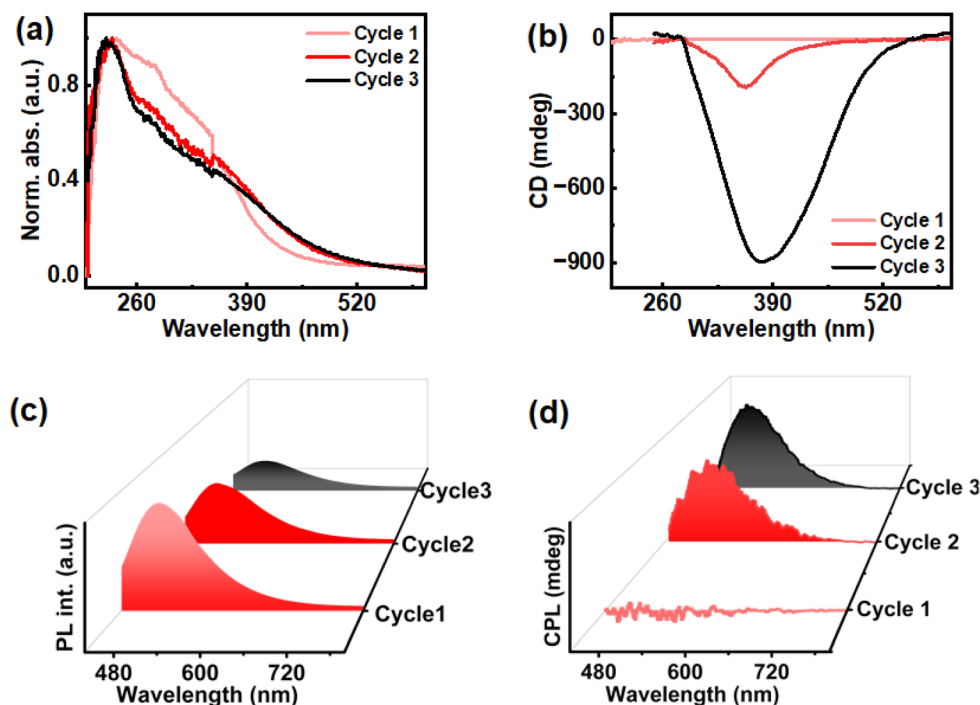 (a)
Cycle 1
Cycle 2
Cycle 3
Norm. abs. (a.u.)
0.8
0.4
0.0
260
390
520
Wavelength (nm)
(b)
0
−300
−600
−900
CD (mdeg)
Cycle 1
Cycle 2
Cycle 3
260
390
520
Wavelength (nm)
(c)
PL int. (a.u.)
Cycle3
Cycle2
Cycle1
480
600
720
Wavelength (nm)
(d)
CPL (mdeg)
Cycle 3
Cycle 2
Cycle 1
480
600
720
Wavelength (nm)